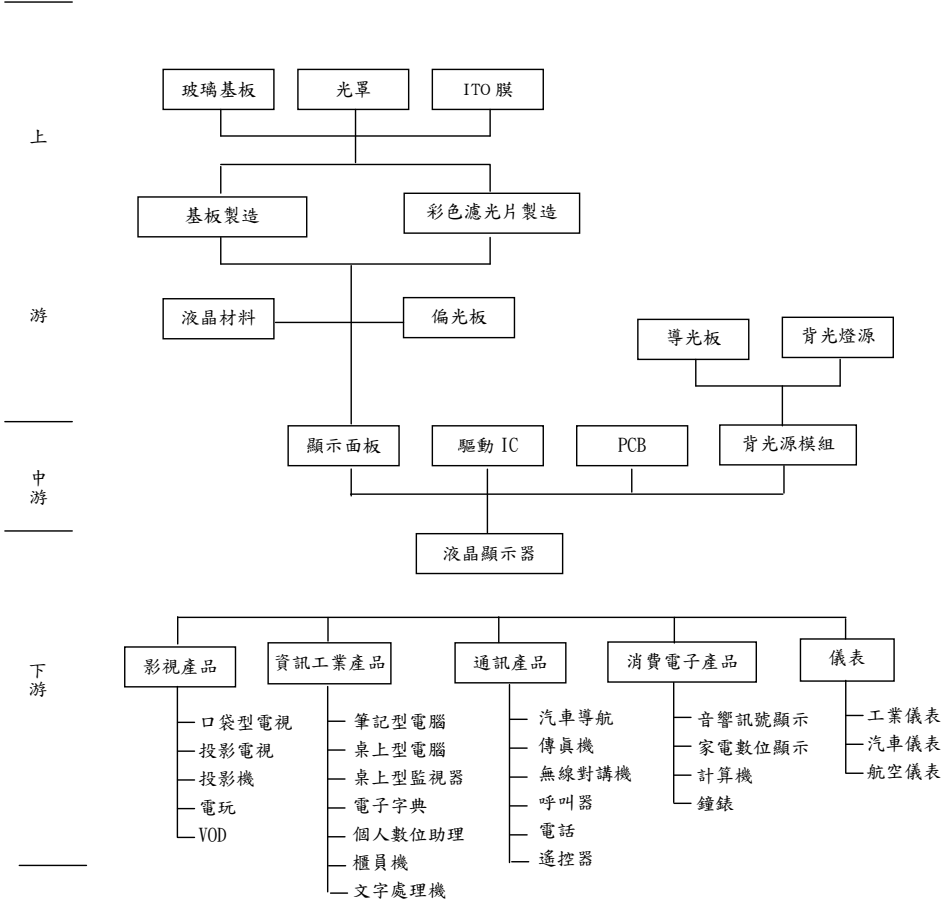 玻璃基板
光罩
ITO 膜
上
基板製造
彩色濾光片製造
游
液晶材料
偏光板
導光板
背光燈源
顯示面板
驅動 IC
PCB
背光源模組
中
游
液晶顯示器
下
游
影視產品
口袋型電視
投影電視
投影機
電玩
VOD
資訊工業產品
筆記型電腦
桌上型電腦
桌上型監視器
電子字典
個人數位助理
櫃員機
文字處理機
通訊產品
汽車導航
傳真機
無線對講機
呼叫器
電話
遙控器
消費電子產品
音響訊號顯示
家電數位顯示
計算機
鐘錶
儀表
工業儀表
汽車儀表
航空儀表